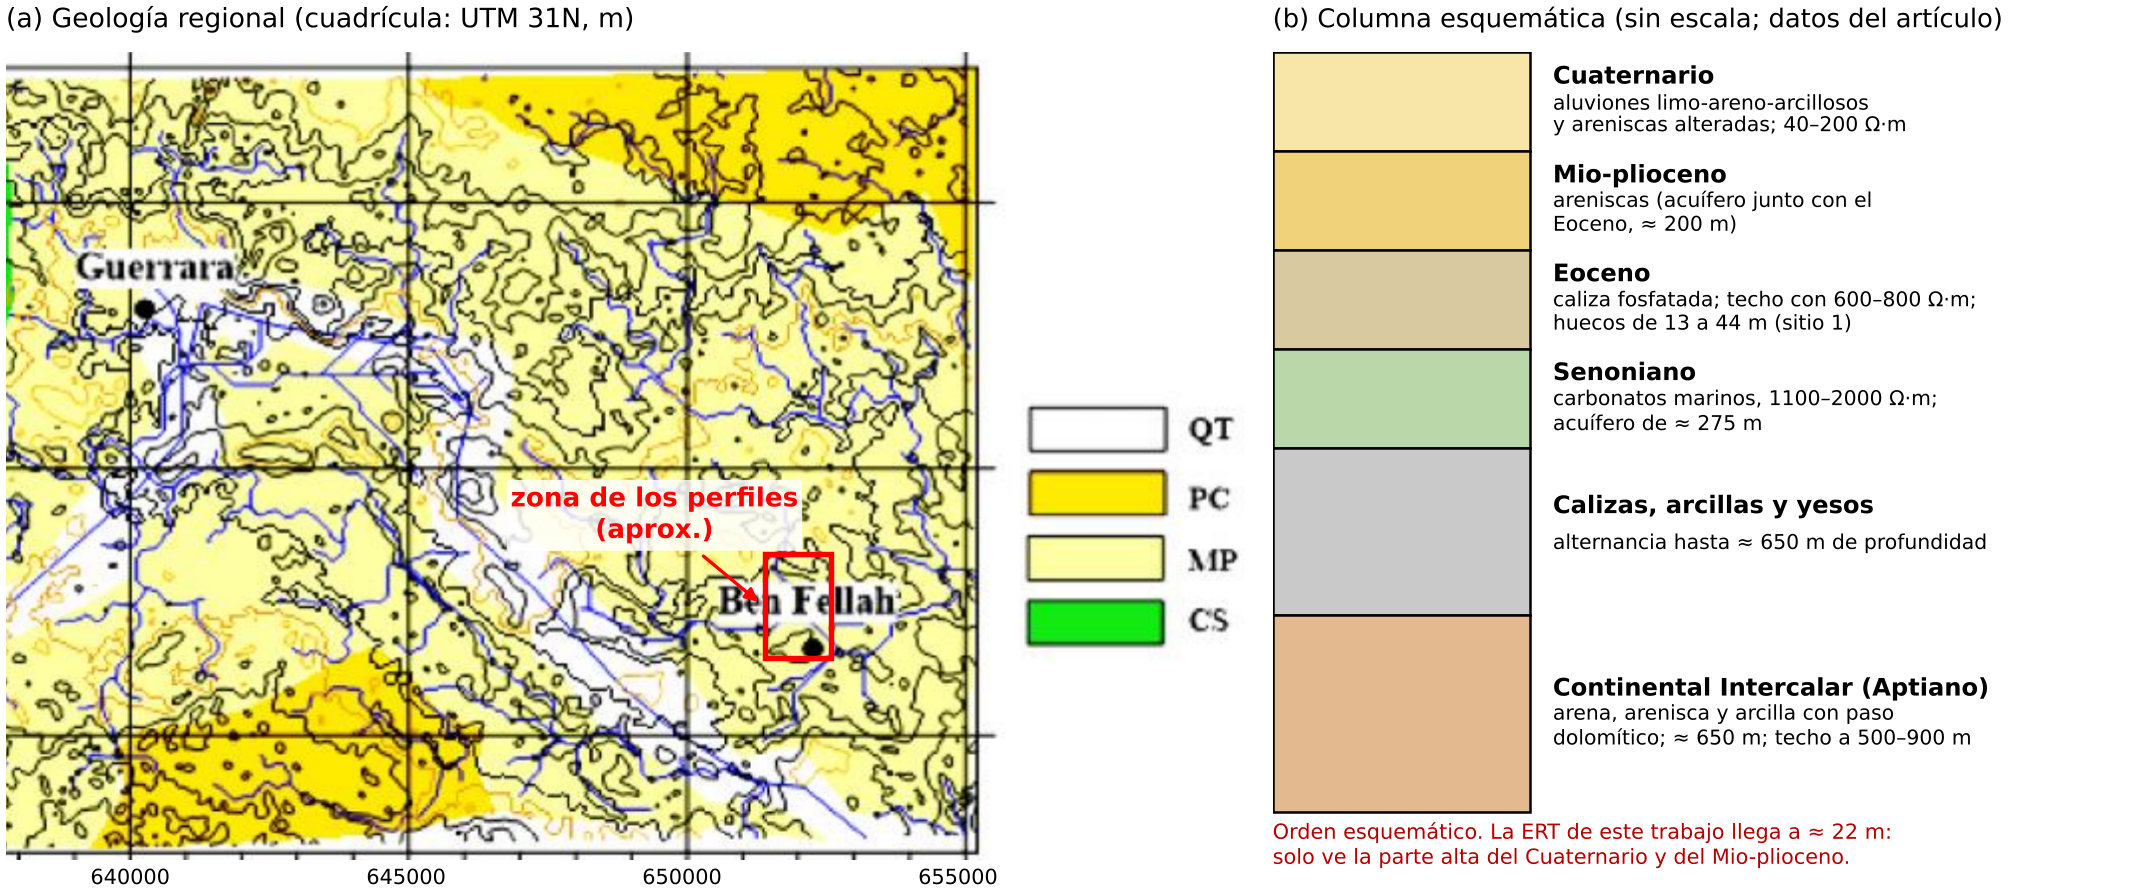 (a) Geología regional (cuadrícula: UTM 31N, m)
Guerrara
zona de los perfiles
(aprox.)
Ben Fellah
640000
645000
650000
655000
QT
PC
MP
CS
(b) Columna esquemática (sin escala; datos del artículo)
Cuaternario
aluviones limo-areno-arcillosos
y areniscas alteradas; 40–200 Ω·m
Mio-plioceno
areniscas (acuífero junto con el
Eoceno, ≈ 200 m)
Eoceno
caliza fosfatada; techo con 600–800 Ω·m;
huecos de 13 a 44 m (sitio 1)
Senoniano
carbonatos marinos, 1100–2000 Ω·m;
acuífero de ≈ 275 m
Calizas, arcillas y yesos
alternancia hasta ≈ 650 m de profundidad
Continental Intercalar (Aptiano)
arena, arenisca y arcilla con paso
dolomítico; ≈ 650 m; techo a 500–900 m
Orden esquemático. La ERT de este trabajo llega a ≈ 22 m:
solo ve la parte alta del Cuaternario y del Mio-plioceno.